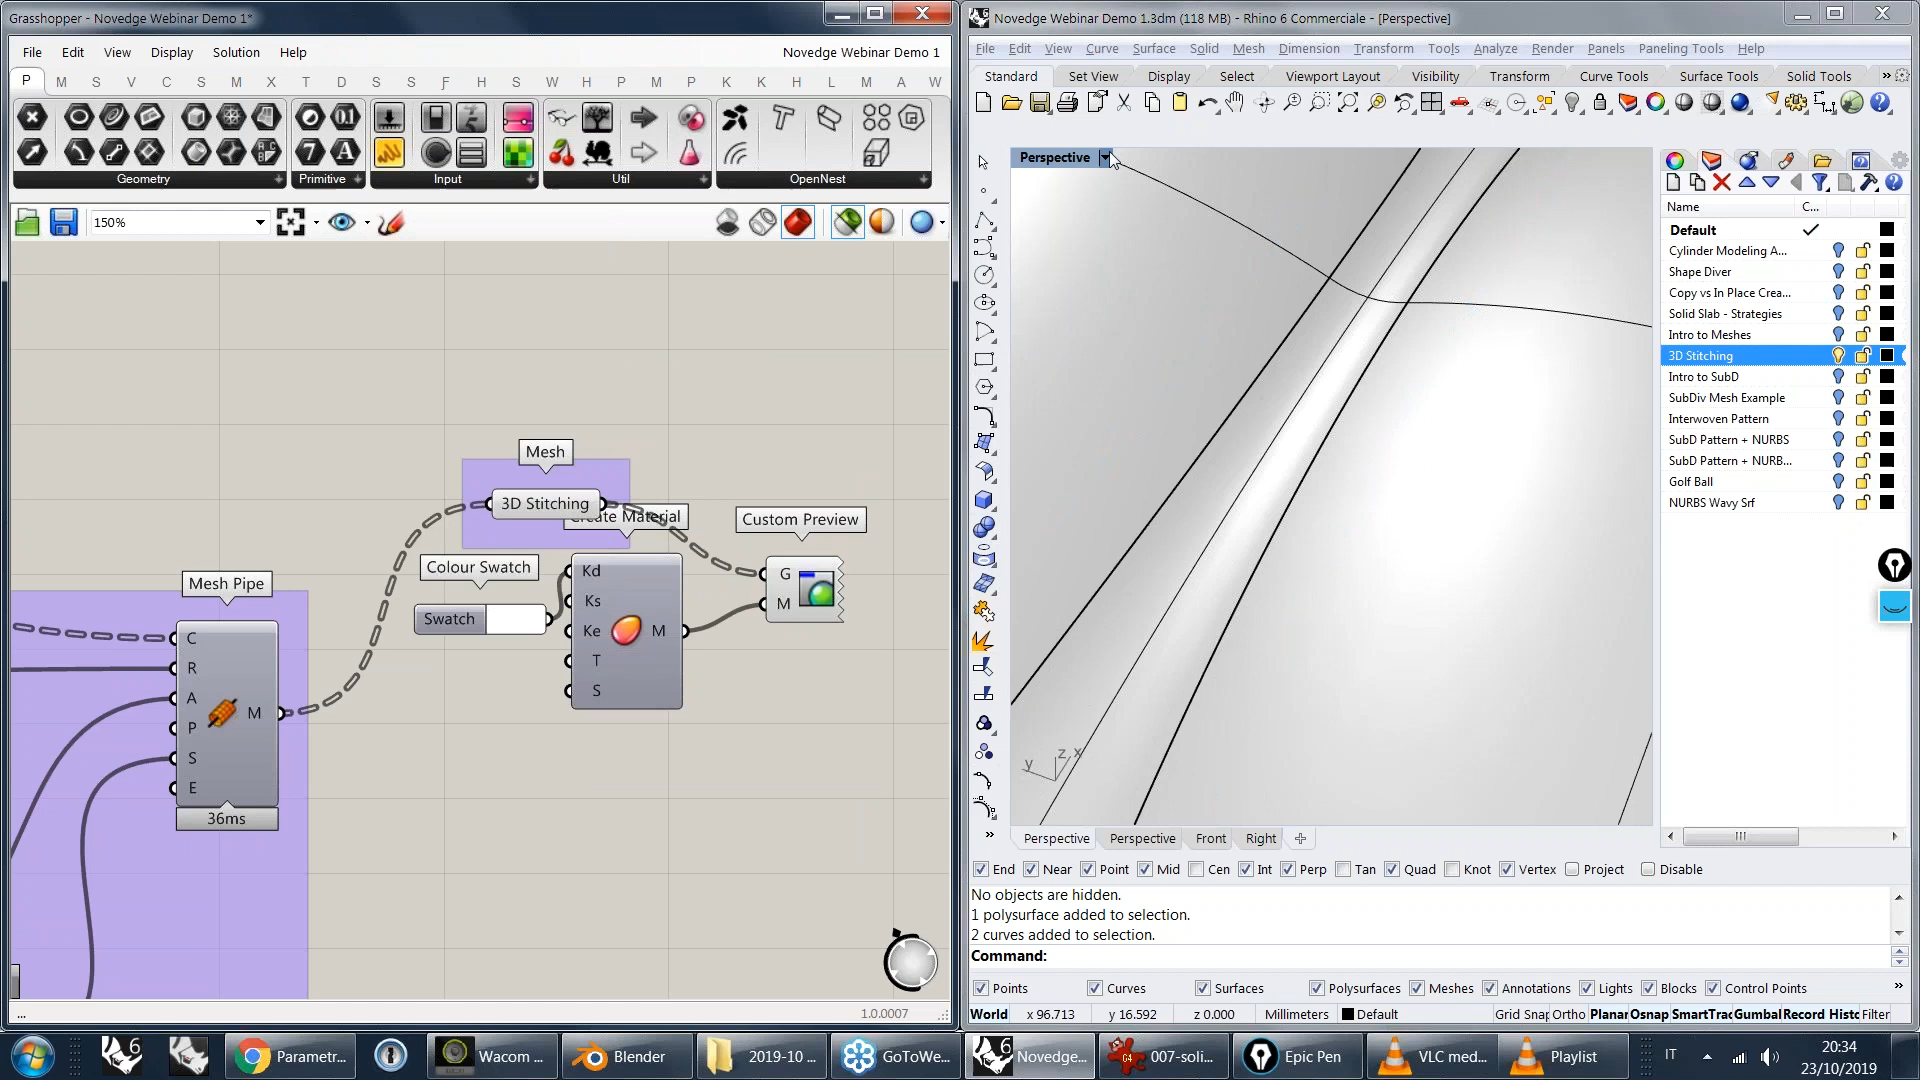 Grasshopper - Novedge Webinar Demo 1*
File Edit View Display Solution Help
Novedge Webinar Demo 1
P M S V C S M X T D S F H S W H P M K K H L M A W
Geometry
Primitive
Input
Util
OpenNest
150%
Mesh
3D Stitching
Create Material
Custom Preview
Colour Swatch
Swatch
Kd
Ks
Ke
T
S
M
G
M
Mesh Pipe
C
R
A
P
S
E
M
36ms
...
1.0.0007
Novedge Webinar Demo 1.3dm (118 MB) - Rhino 6 Commerciale - [Perspective]
File Edit View Curve Surface Solid Mesh Dimension Transform Tools Analyze Render Panels Paneling Tools Help
Standard Set View Display Select Viewport Layout Visibility Transform Curve Tools Surface Tools Solid Tools
Perspective
y z x
Name C...
Default
Cylinder Modeling A...
Shape Diver
Copy vs In Place Crea...
Solid Slab - Strategies
Intro to Meshes
3D Stitching
Intro to SubD
SubDiv Mesh Example
Interwoven Pattern
SubD Pattern + NURBS
SubD Pattern + NURB...
Golf Ball
NURBS Wavy Srf
Perspective Perspective Front Right
End Near Point Mid Cen Int Perp Tan Quad Knot Vertex Project Disable
No objects are hidden.
1 polysurface added to selection.
2 curves added to selection.
Command:
Points Curves Surfaces Polysurfaces Meshes Annotations Lights Blocks Control Points
World x 96.713 y 16.592 z 0.000 Millimeters Default Grid Snap Ortho Planar Osnap SmartTrac Gumbal Record Histo Filter
Parametr... Wacom ... Blender 2019-10 ... GoToWe... Novedge... 007-soli... Epic Pen VLC med... Playlist IT
20:34
23/10/2019